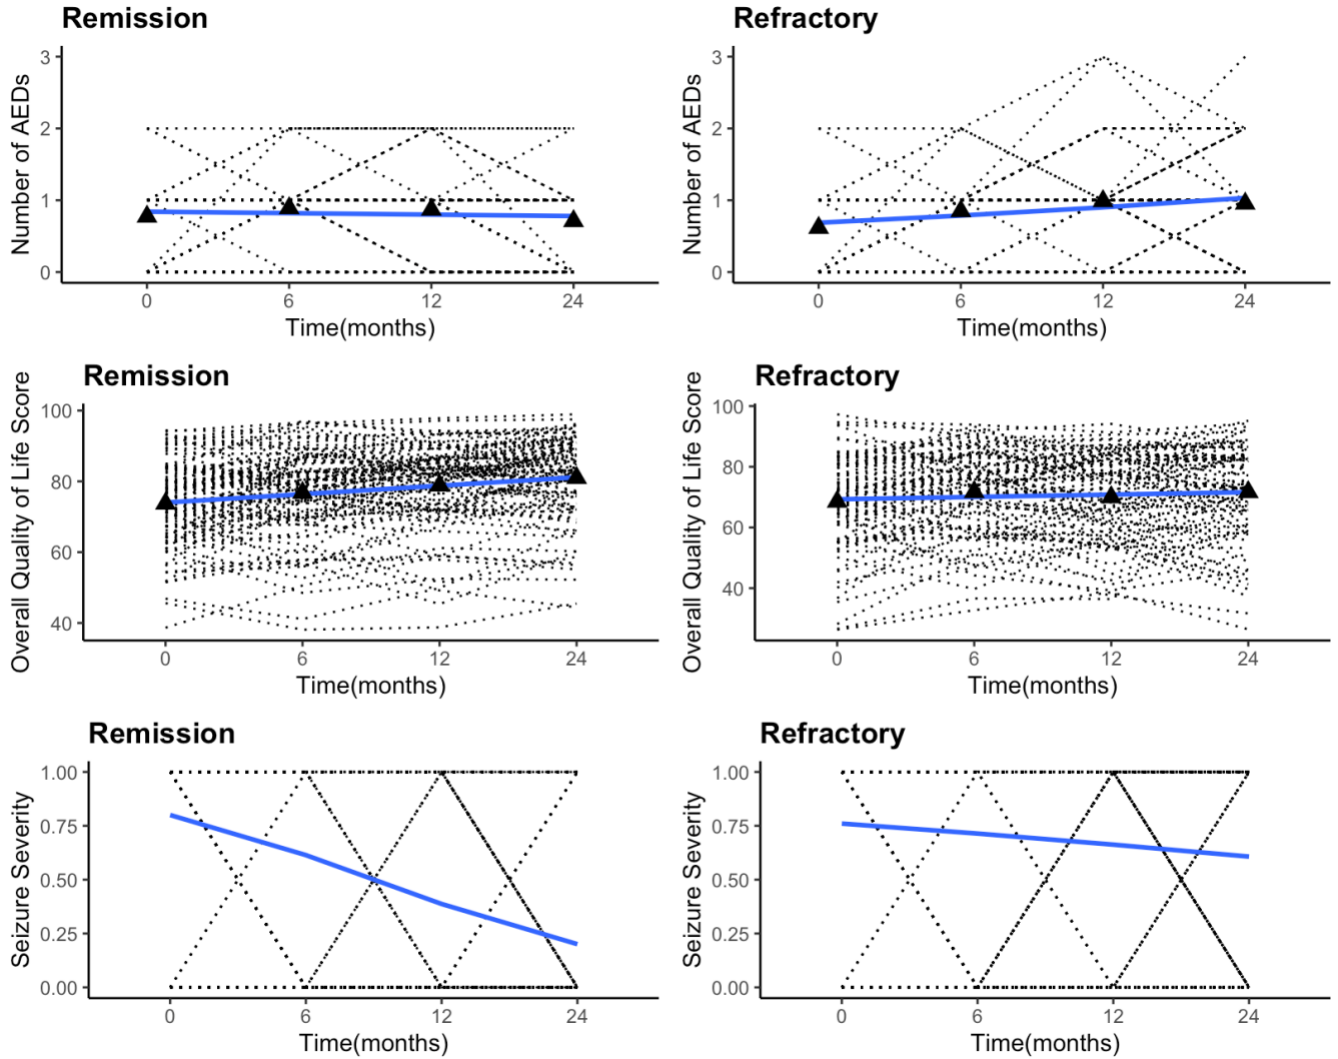 Remission
Number of AEDs
3
2
1
0
0 6 12 24
Time(months)
Refractory
Number of AEDs
3
2
1
0
0 6 12 24
Time(months)
Remission
Overall Quality of Life Score
100
80
60
40
0 6 12 24
Time(months)
Refractory
Overall Quality of Life Score
100
80
60
40
0 6 12 24
Time(months)
Remission
Seizure Severity
1.00
0.75
0.50
0.25
0.00
0 6 12 24
Time(months)
Refractory
Seizure Severity
1.00
0.75
0.50
0.25
0.00
0 6 12 24
Time(months)